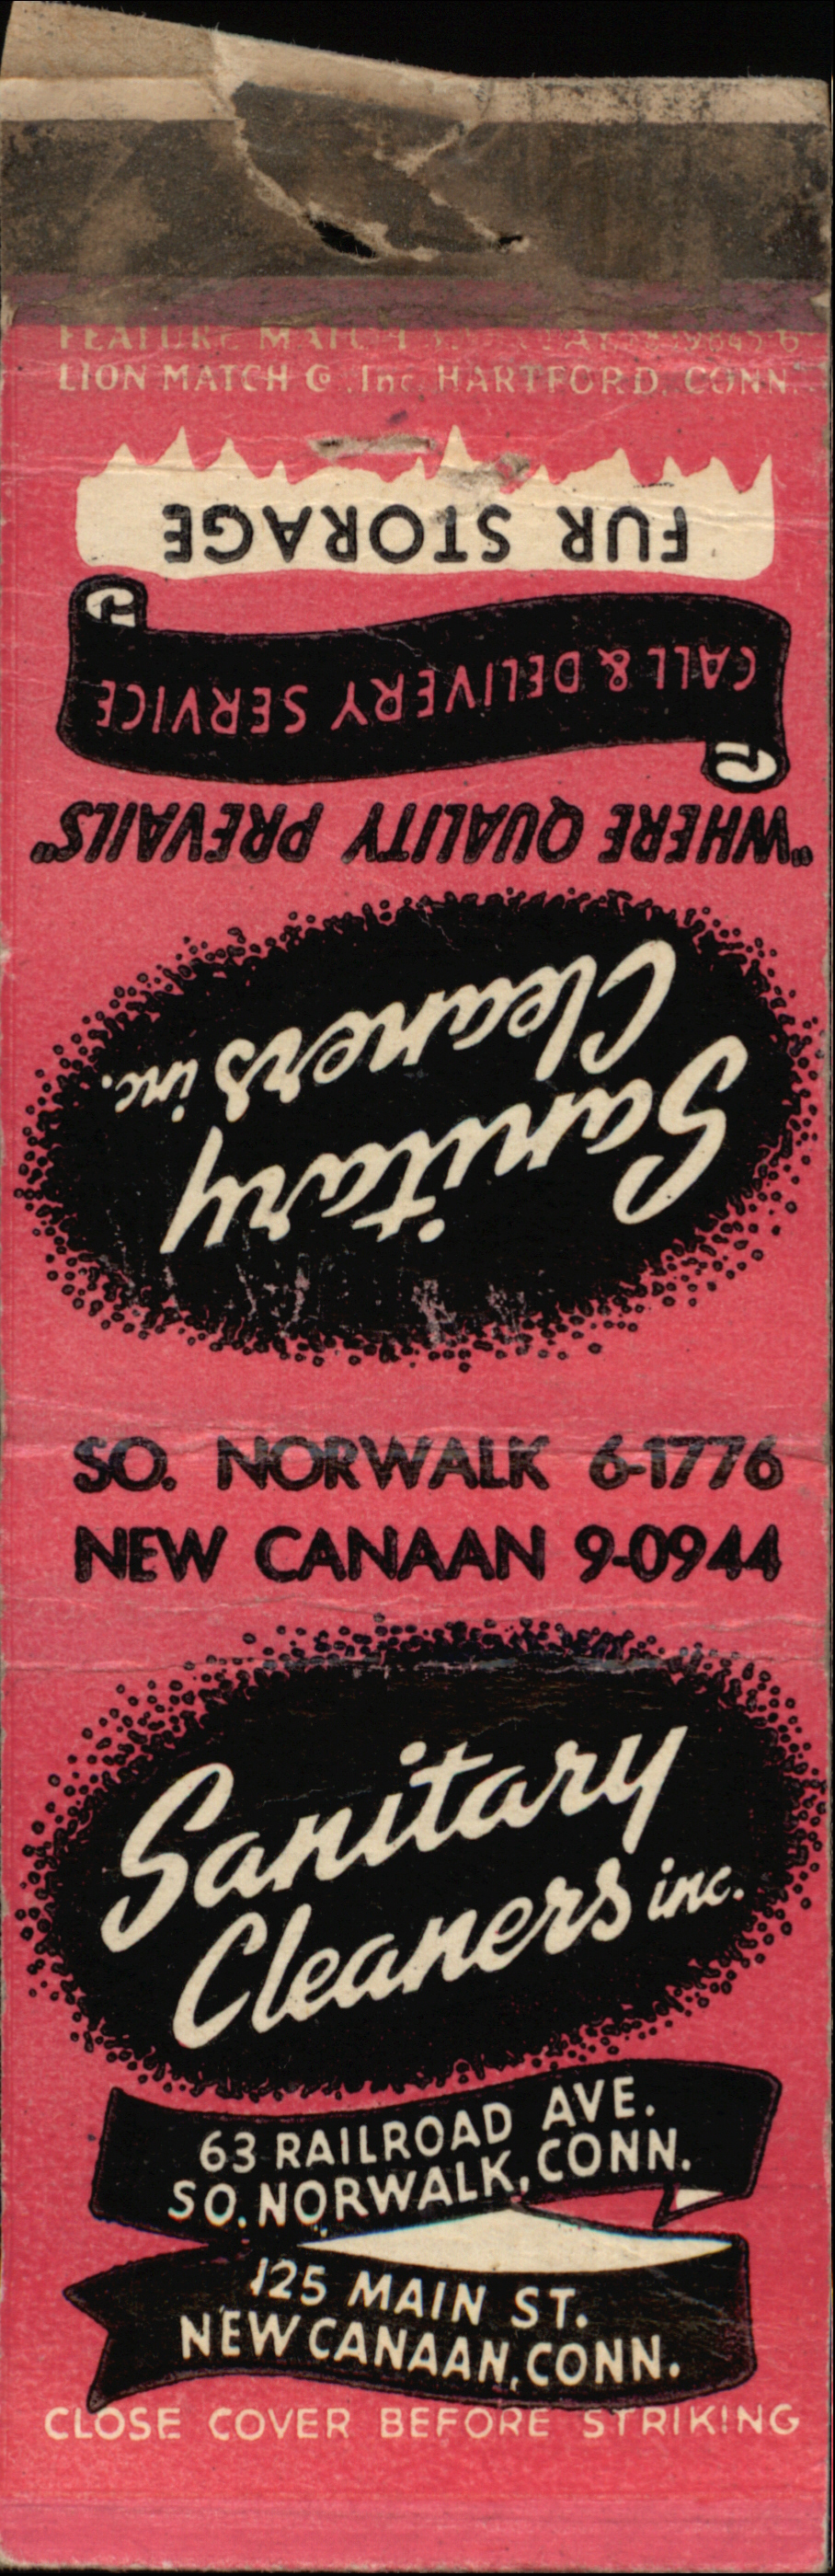 FEATURE MATCH
LION MATCH Co. Inc. HARTFORD, CONN.
FUR STORAGE
CALL & DELIVERY SERVICE
"WHERE QUALITY PREVAILS"
Sanitary
Cleaners inc.
SO. NORWALK 6-1776
NEW CANAAN 9-0944
Sanitary
Cleaners inc.
63 RAILROAD AVE.
SO. NORWALK, CONN.
125 MAIN ST.
NEW CANAAN, CONN.
CLOSE COVER BEFORE STRIKING